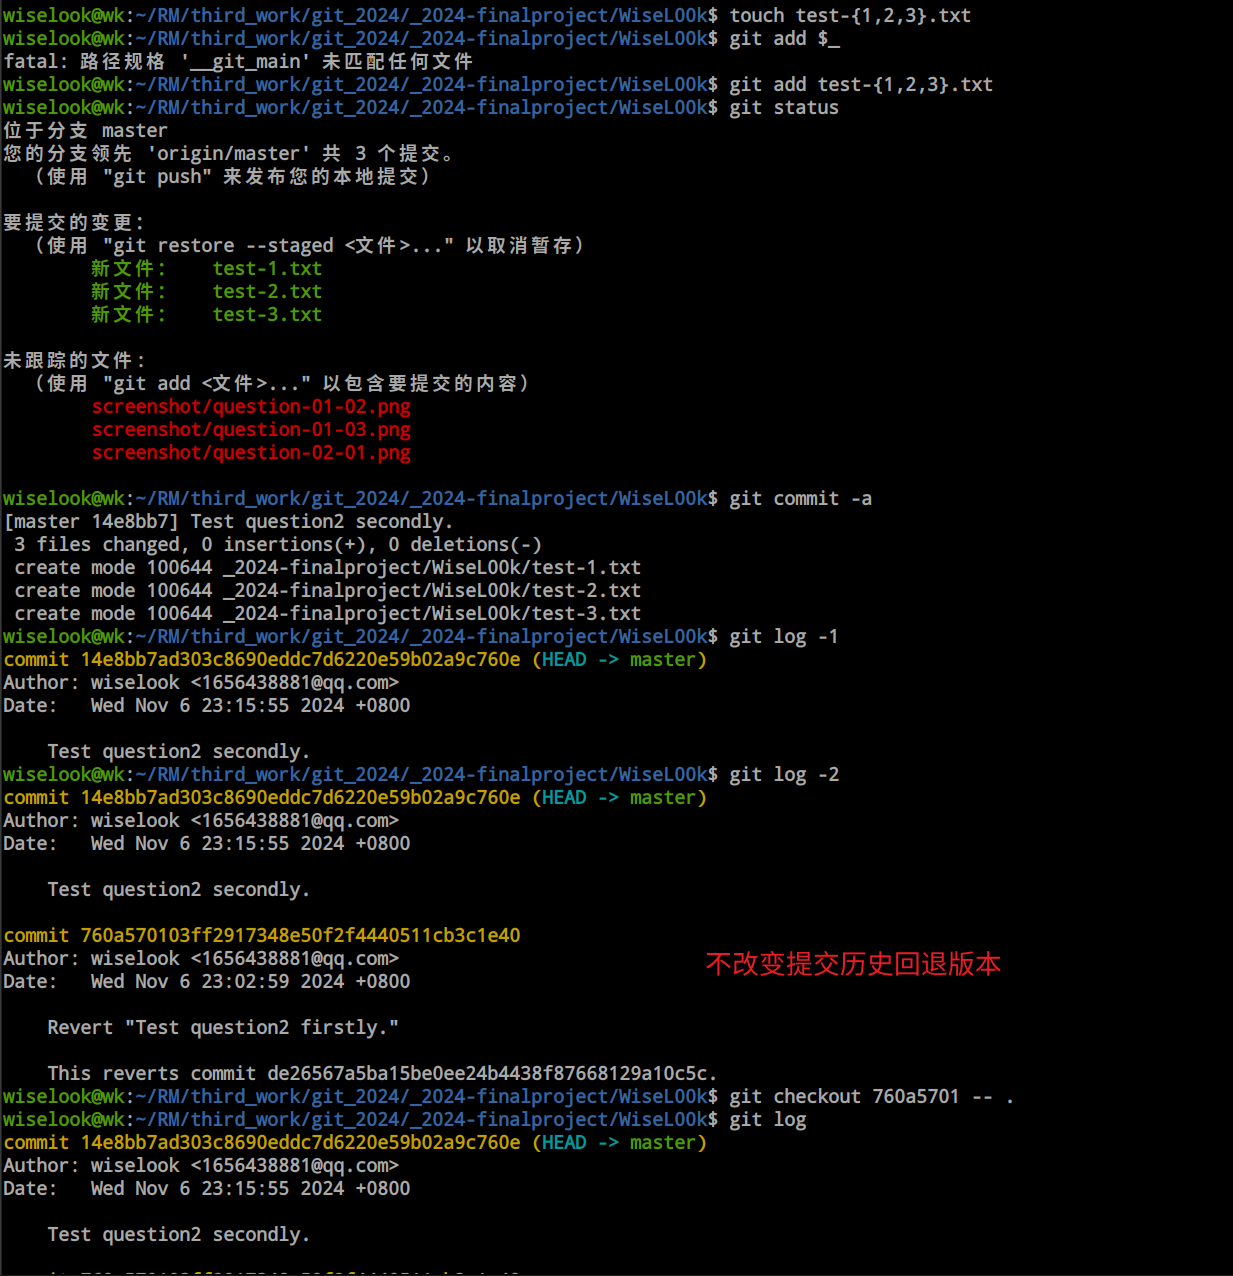 wiselook@wk:~/RM/third_work/git_2024/_2024-finalproject/WiseL00k$ touch test-{1,2,3}.txt
wiselook@wk:~/RM/third_work/git_2024/_2024-finalproject/WiseL00k$ git add $_
fatal: 路径规格 '__git_main' 未匹配任何文件
wiselook@wk:~/RM/third_work/git_2024/_2024-finalproject/WiseL00k$ git add test-{1,2,3}.txt
wiselook@wk:~/RM/third_work/git_2024/_2024-finalproject/WiseL00k$ git status
位于分支 master
您的分支领先 'origin/master' 共 3 个提交。
（使用 "git push" 来发布您的本地提交）
要提交的变更：
（使用 "git restore --staged <文件>..." 以取消暂存）
新文件： test-1.txt
新文件： test-2.txt
新文件： test-3.txt
未跟踪的文件：
（使用 "git add <文件>..." 以包含要提交的内容）
screenshot/question-01-02.png
screenshot/question-01-03.png
screenshot/question-02-01.png
wiselook@wk:~/RM/third_work/git_2024/_2024-finalproject/WiseL00k$ git commit -a
[master 14e8bb7] Test question2 secondly.
3 files changed, 0 insertions(+), 0 deletions(-)
create mode 100644 _2024-finalproject/WiseL00k/test-1.txt
create mode 100644 _2024-finalproject/WiseL00k/test-2.txt
create mode 100644 _2024-finalproject/WiseL00k/test-3.txt
wiselook@wk:~/RM/third_work/git_2024/_2024-finalproject/WiseL00k$ git log -1
commit 14e8bb7ad303c8690eddc7d6220e59b02a9c760e (HEAD -> master)
Author: wiselook <1656438881@qq.com>
Date: Wed Nov 6 23:15:55 2024 +0800
Test question2 secondly.
wiselook@wk:~/RM/third_work/git_2024/_2024-finalproject/WiseL00k$ git log -2
commit 14e8bb7ad303c8690eddc7d6220e59b02a9c760e (HEAD -> master)
Author: wiselook <1656438881@qq.com>
Date: Wed Nov 6 23:15:55 2024 +0800
Test question2 secondly.
commit 760a570103ff2917348e50f2f4440511cb3c1e40
Author: wiselook <1656438881@qq.com>
不改变提交历史回退版本
Date: Wed Nov 6 23:02:59 2024 +0800
Revert "Test question2 firstly."
This reverts commit de26567a5ba15be0ee24b4438f87668129a10c5c.
wiselook@wk:~/RM/third_work/git_2024/_2024-finalproject/WiseL00k$ git checkout 760a5701 -- .
wiselook@wk:~/RM/third_work/git_2024/_2024-finalproject/WiseL00k$ git log
commit 14e8bb7ad303c8690eddc7d6220e59b02a9c760e (HEAD -> master)
Author: wiselook <1656438881@qq.com>
Date: Wed Nov 6 23:15:55 2024 +0800
Test question2 secondly.